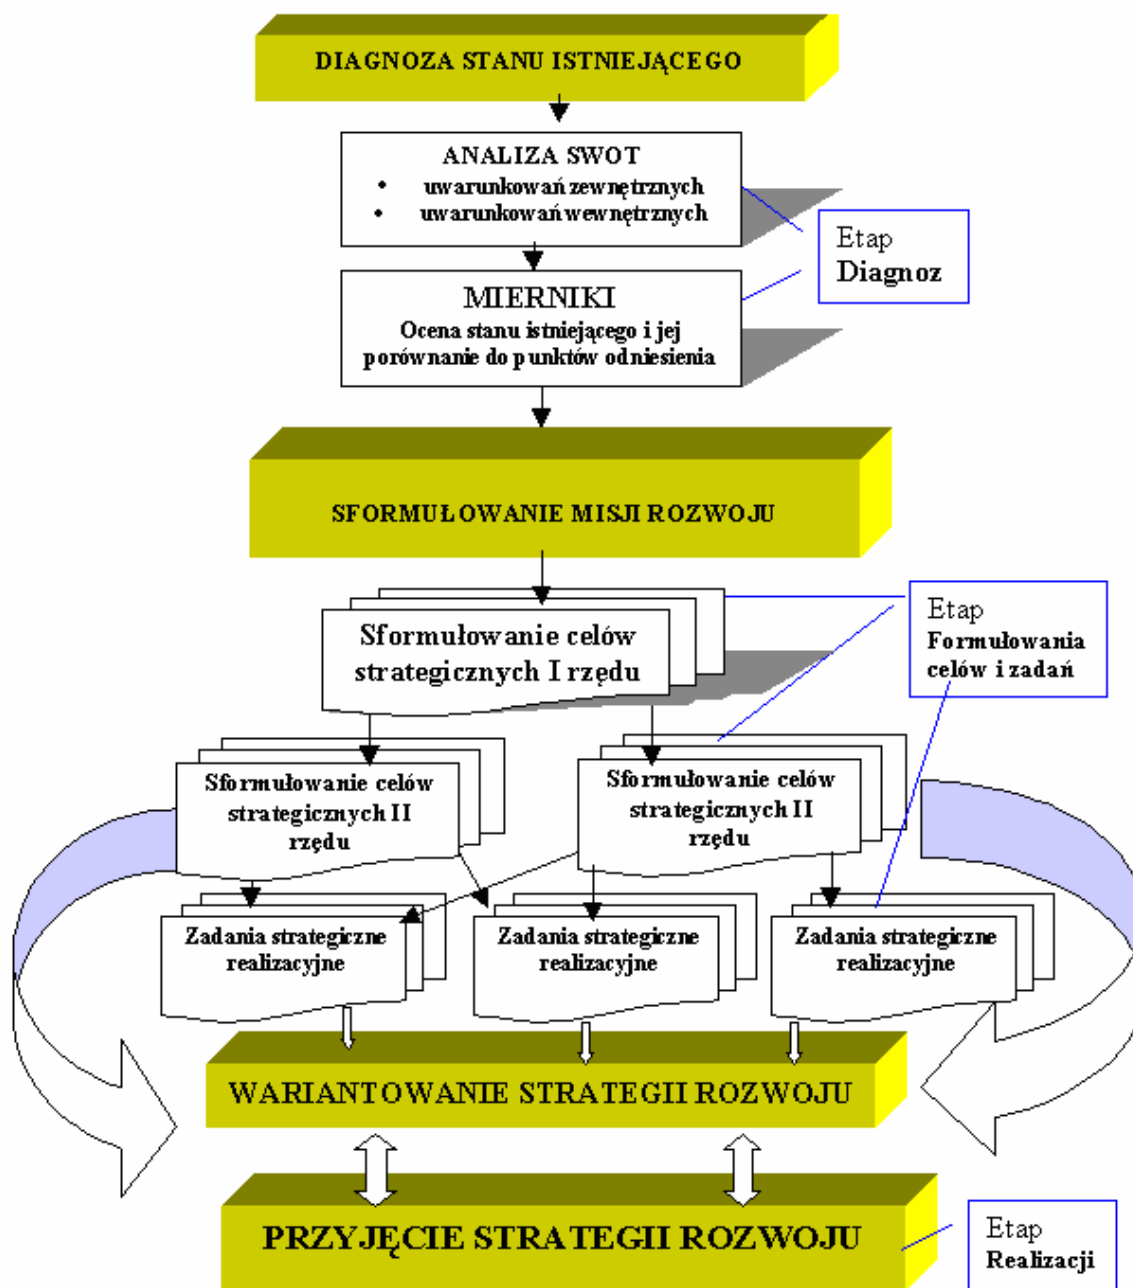 DIAGNOZA STANU ISTNIEJĄCEGO
ANALIZA SWOT
• uwarunkowań zewnętrznych
• uwarunkowań wewnętrznych
Etap
Diagnoz
MIERNIKI
Ocena stanu istniejącego i jej
porównanie do punktów odniesienia
SFORMUŁOWANIE MISJI ROZWOJU
Etap
Formułowania
celów i zadań
Sformułowanie celów
strategicznych I rzędu
Sformułowanie celów
strategicznych II
rzędu
Sformułowanie celów
strategicznych II
rzędu
Zadania strategiczne
realizacyjne
Zadania strategiczne
realizacyjne
Zadania strategiczne
realizacyjne
WARIANTOWANIE STRATEGII ROZWOJU
PRZYJĘCIE STRATEGII ROZWOJU
Etap
Realizacji